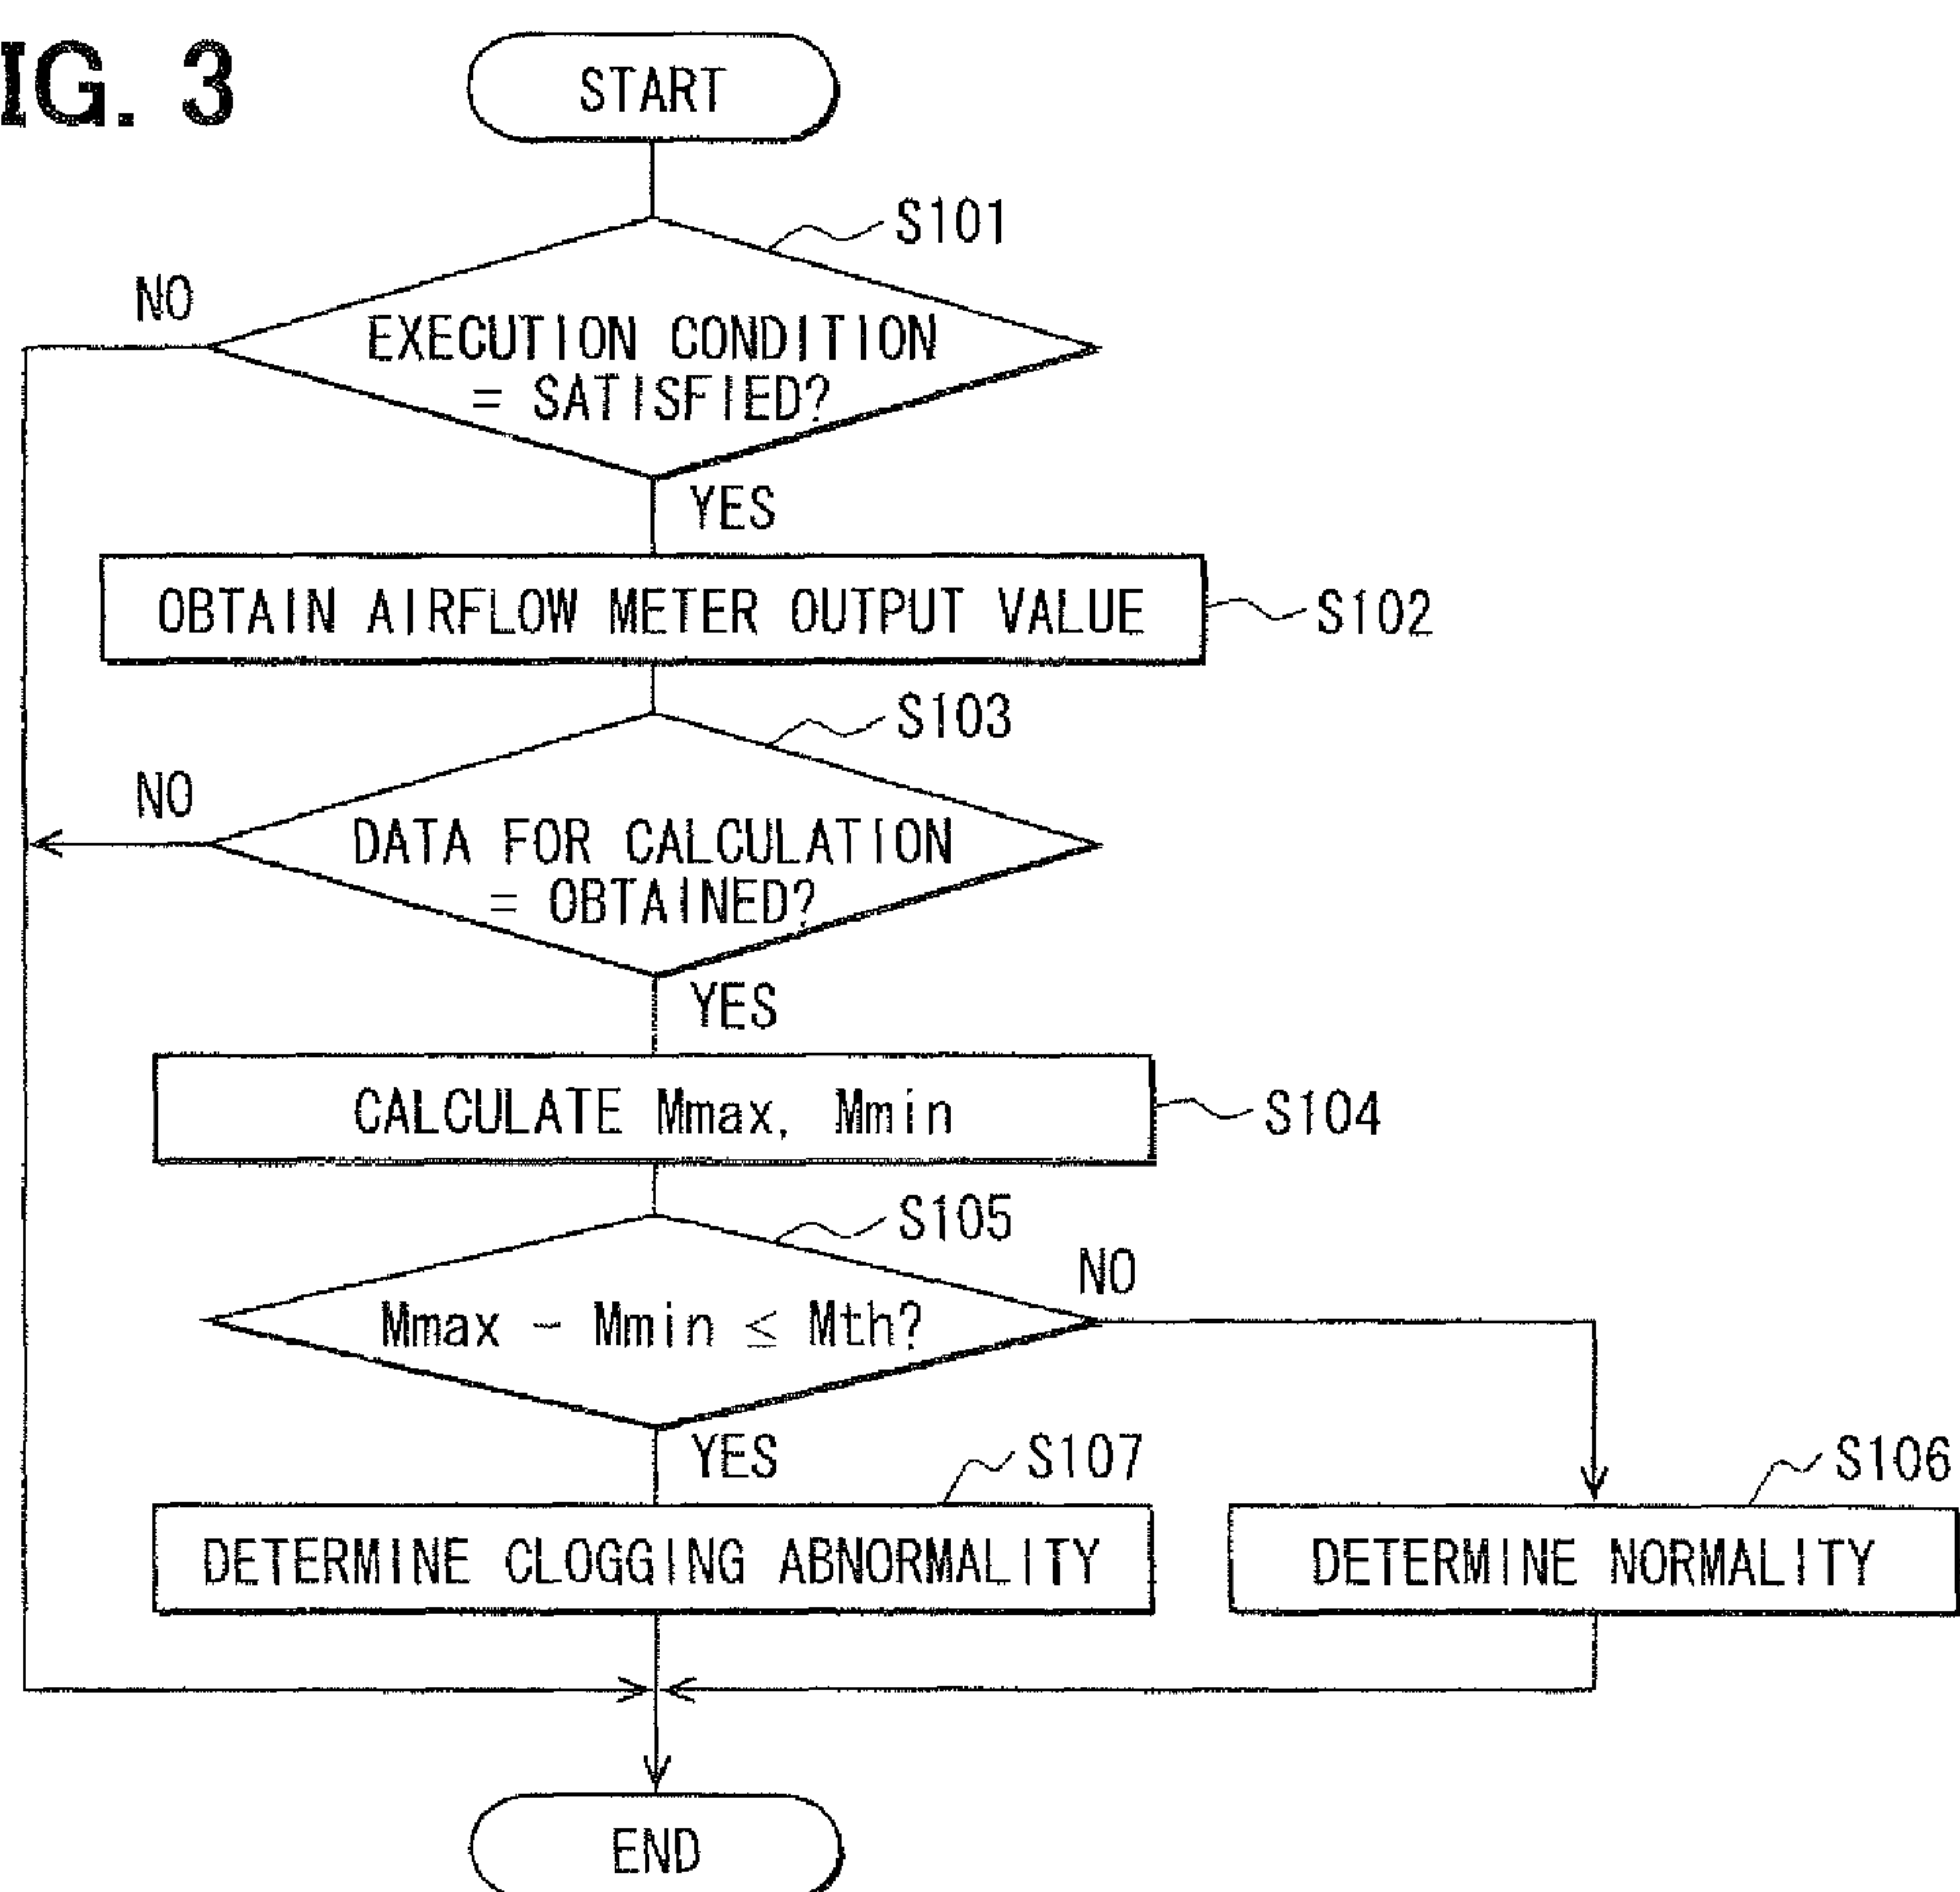 IG. 3
START
S101
NO
EXECUTION CONDITION
= SATISFIED?
YES
OBTAIN AIRFLOW METER OUTPUT VALUE
S102
S103
NO
DATA FOR CALCULATION
= OBTAINED?
YES
CALCULATE Mmax, Mmin
S104
S105
NO
Mmax - Mmin ≤ Mth?
YES
S107
S106
DETERMINE CLOGGING ABNORMALITY
DETERMINE NORMALITY
END